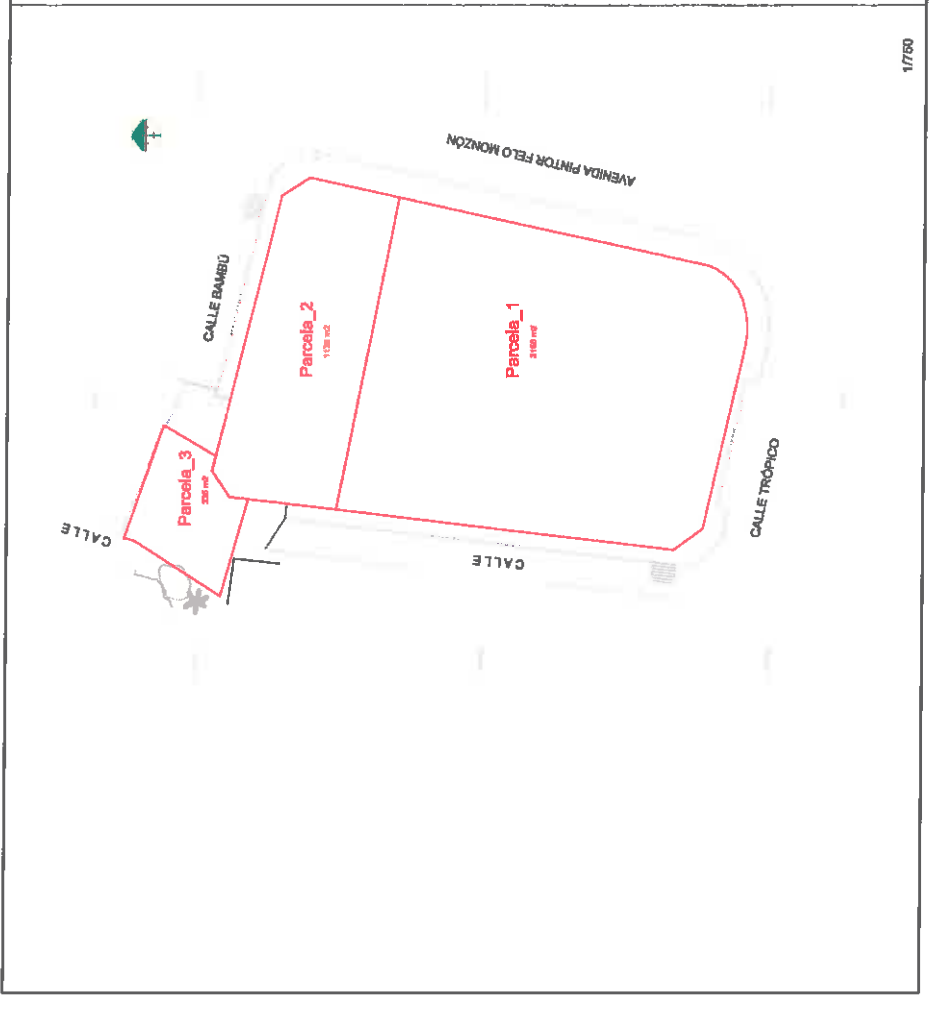 1/750
AVENIDA PINTOR FELO MONZÓN
CALLE BAMBÚ
Parcela_2
Parcela_1
Parcela_3
CALLE
CALLE
CALLE TRÓPICO